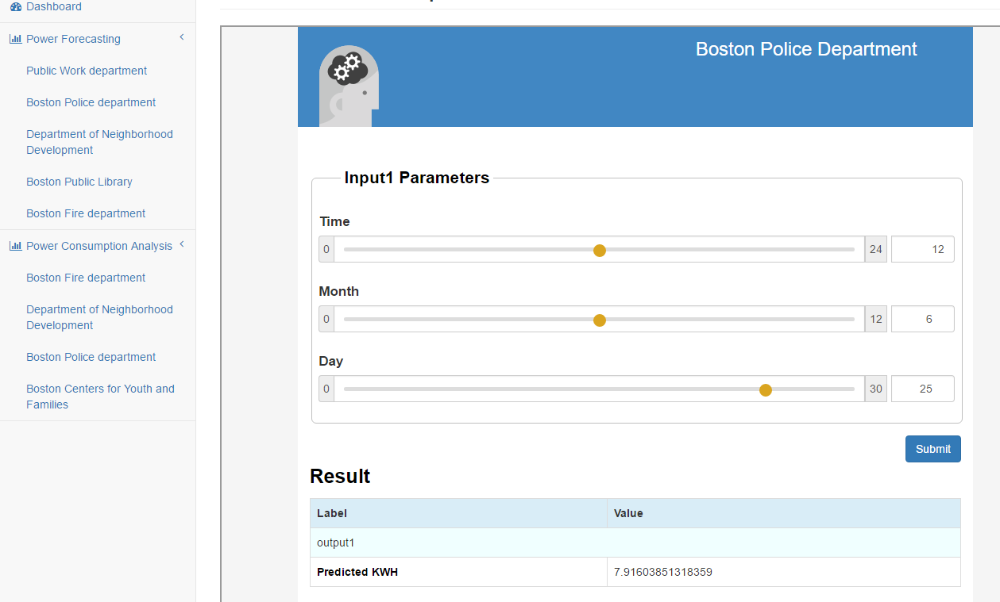 Dashboard
Power Forecasting
Public Work department
Boston Police department
Department of Neighborhood
Development
Boston Public Library
Boston Fire department
Power Consumption Analysis
Boston Fire department
Department of Neighborhood
Development
Boston Police department
Boston Centers for Youth and
Families
Boston Police Department
Input1 Parameters
Time
0 24 12
Month
0 12 6
Day
0 30 25
Submit
Result
Label Value
output1
Predicted KWH 7.91603851318359